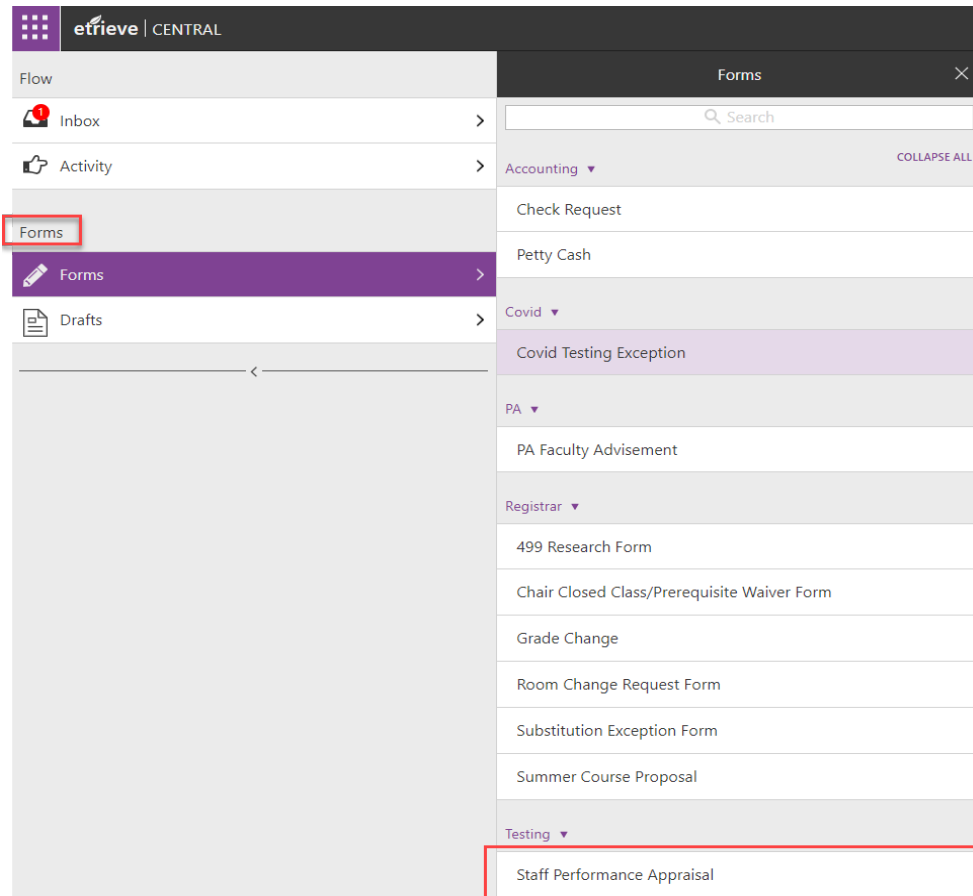 etrieve | CENTRAL
Flow
1
Inbox
Activity
Forms
Forms
Drafts
Forms
Search
COLLAPSE ALL
Accounting
Check Request
Petty Cash
Covid
Covid Testing Exception
PA
PA Faculty Advisement
Registrar
499 Research Form
Chair Closed Class/Prerequisite Waiver Form
Grade Change
Room Change Request Form
Substitution Exception Form
Summer Course Proposal
Testing
Staff Performance Appraisal